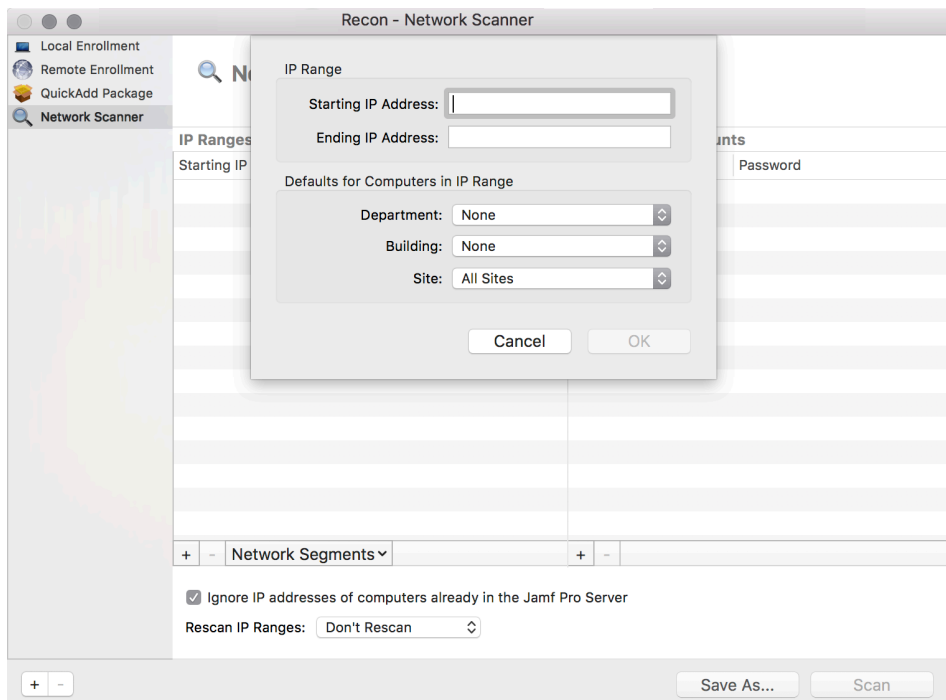 Recon - Network Scanner
Local Enrollment
Remote Enrollment
QuickAdd Package
Network Scanner
IP Range
Starting IP Address:
Ending IP Address:
Defaults for Computers in IP Range
Department: None
Building: None
Site: All Sites
Cancel OK
IP Ranges
Starting IP
Password
+ - Network Segments
+ -
Ignore IP addresses of computers already in the Jamf Pro Server
Rescan IP Ranges: Don't Rescan
+ -
Save As... Scan